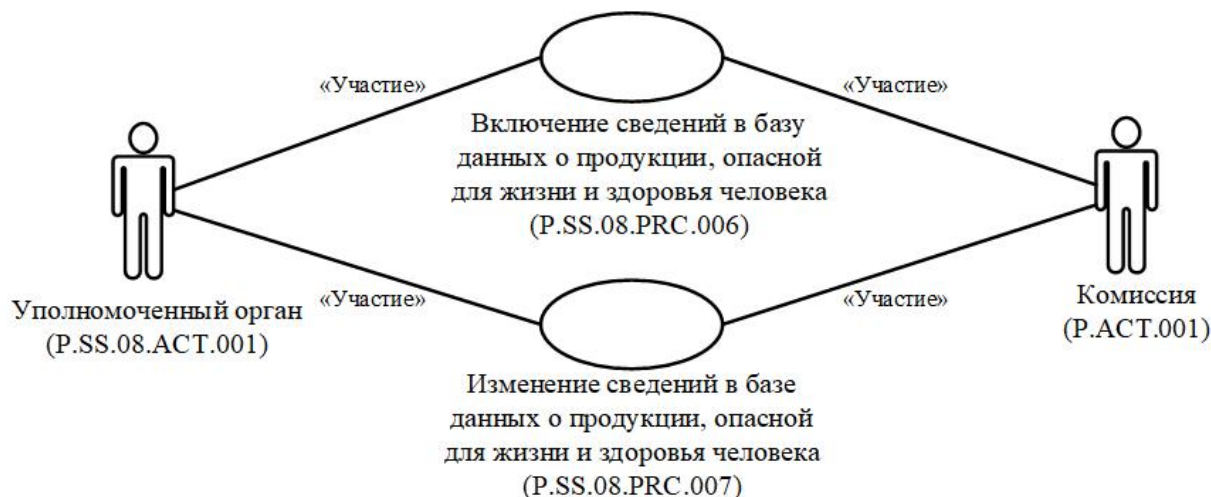 «Участие»
«Участие»
Включение сведений в базу
данных о продукции, опасной
для жизни и здоровья человека
(P.SS.08.PRC.006)
Уполномоченный орган
(P.SS.08.ACT.001)
Комиссия
(P.ACT.001)
«Участие»
«Участие»
Изменение сведений в базе
данных о продукции, опасной
для жизни и здоровья человека
(P.SS.08.PRC.007)